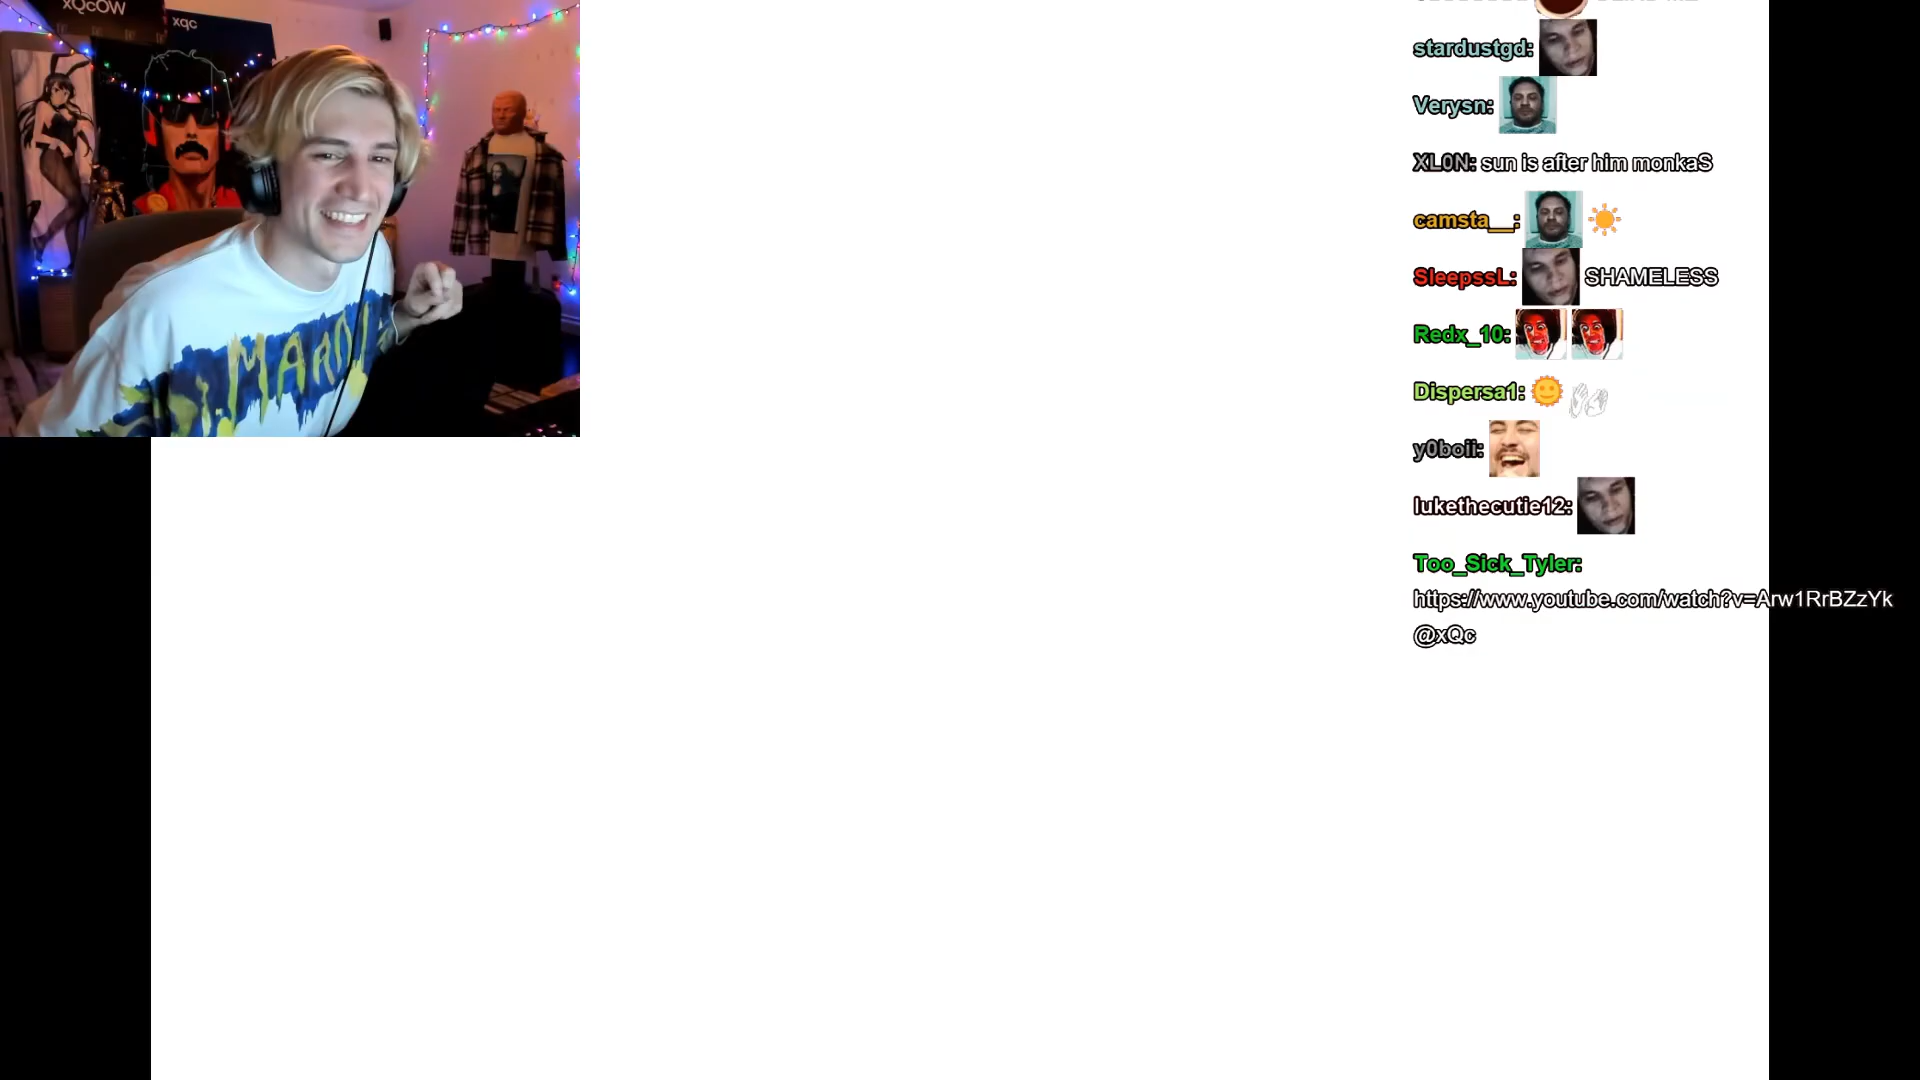 xQcOW
xqc
MARNI
stardustgd:
Verysn:
XL0N: sun is after him monkaS
camsta__:
SleepssL: SHAMELESS
Redx_10:
Dispersa1:
y0boii:
lukethecutie12:
Too_Sick_Tyler:
https://www.youtube.com/watch?v=Arw1RrBZzYk
@xQc